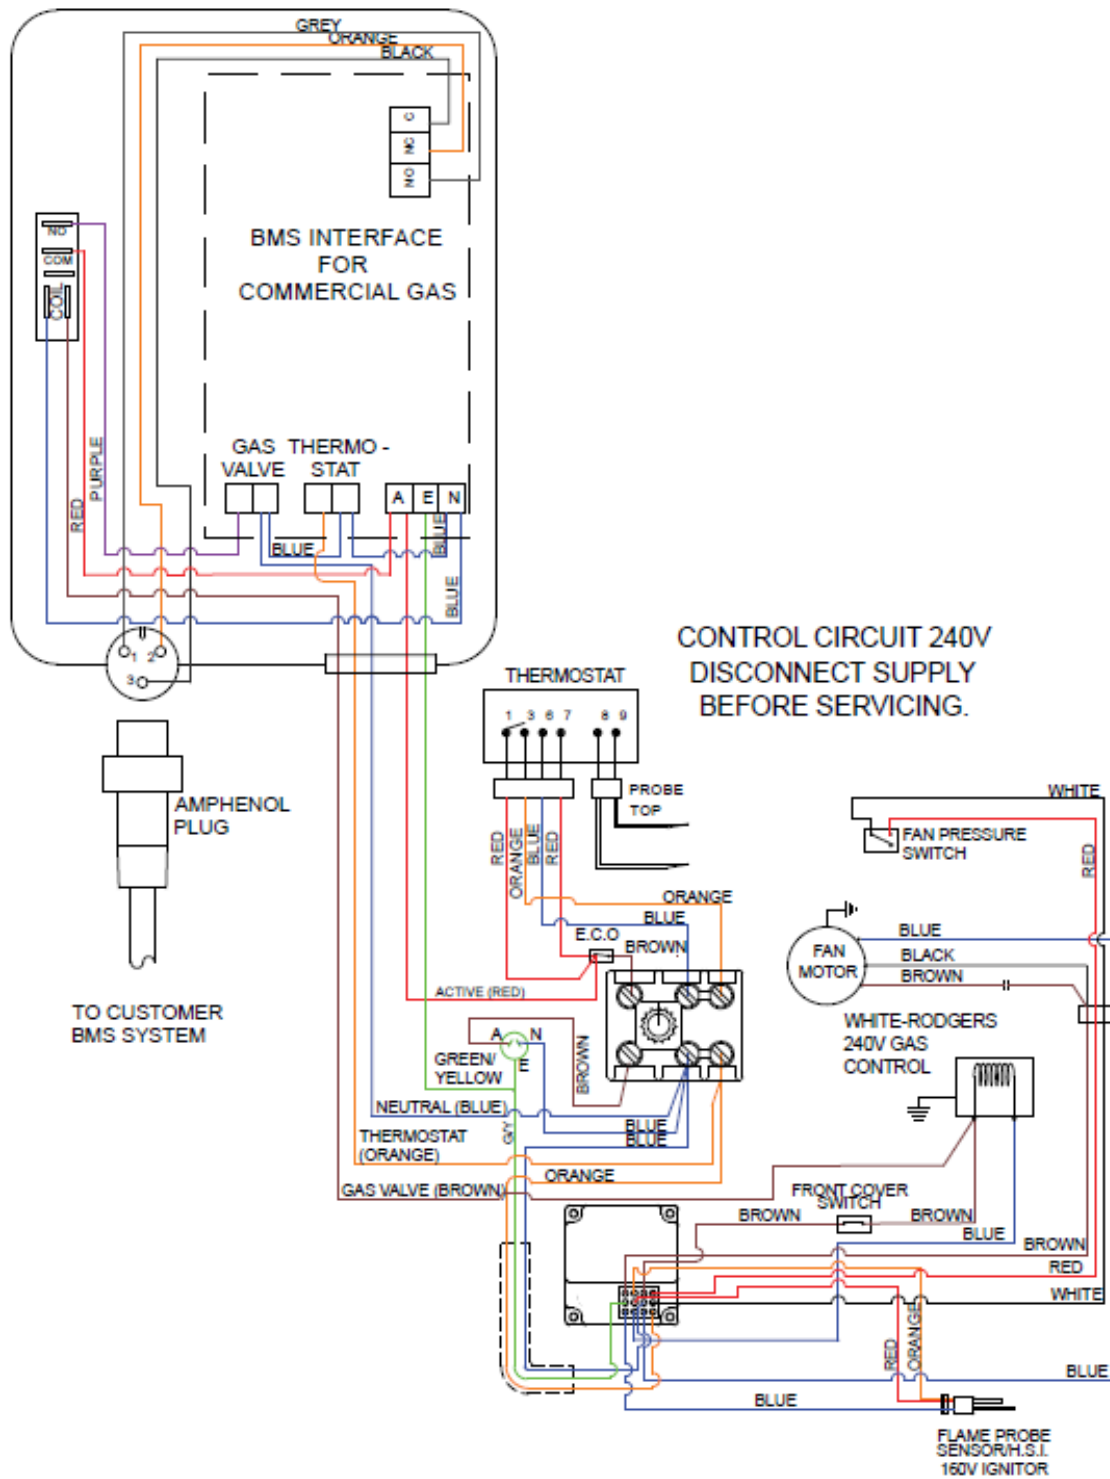 GREY
ORANGE
BLACK
C
NC
NO
NO
COM
COIL
BMS INTERFACE
FOR
COMMERCIAL GAS
PURPLE
RED
GAS
VALVE
THERMO -
STAT
A E N
BLUE
BLUE
BLUE
1 2
3
CONTROL CIRCUIT 240V
DISCONNECT SUPPLY
BEFORE SERVICING.
THERMOSTAT
1 3 6 7 8 9
PROBE
TOP
AMPHENOL
PLUG
TO CUSTOMER
BMS SYSTEM
RED
ORANGE
BLUE
RED
ORANGE
BLUE
E.C.O
BROWN
ACTIVE (RED)
WHITE
FAN PRESSURE
SWITCH
RED
FAN
MOTOR
BLUE
BLACK
BROWN
WHITE-RODGERS
240V GAS
CONTROL
A N
E
GREEN/
YELLOW
BROWN
NEUTRAL (BLUE)
G/Y
BLUE
BLUE
THERMOSTAT
(ORANGE)
ORANGE
GAS VALVE (BROWN)
FRONT COVER
SWITCH
BROWN
BROWN
BLUE
BROWN
RED
WHITE
RED
ORANGE
BLUE
BLUE
FLAME PROBE
SENSOR/H.S.I.
160V IGNITOR